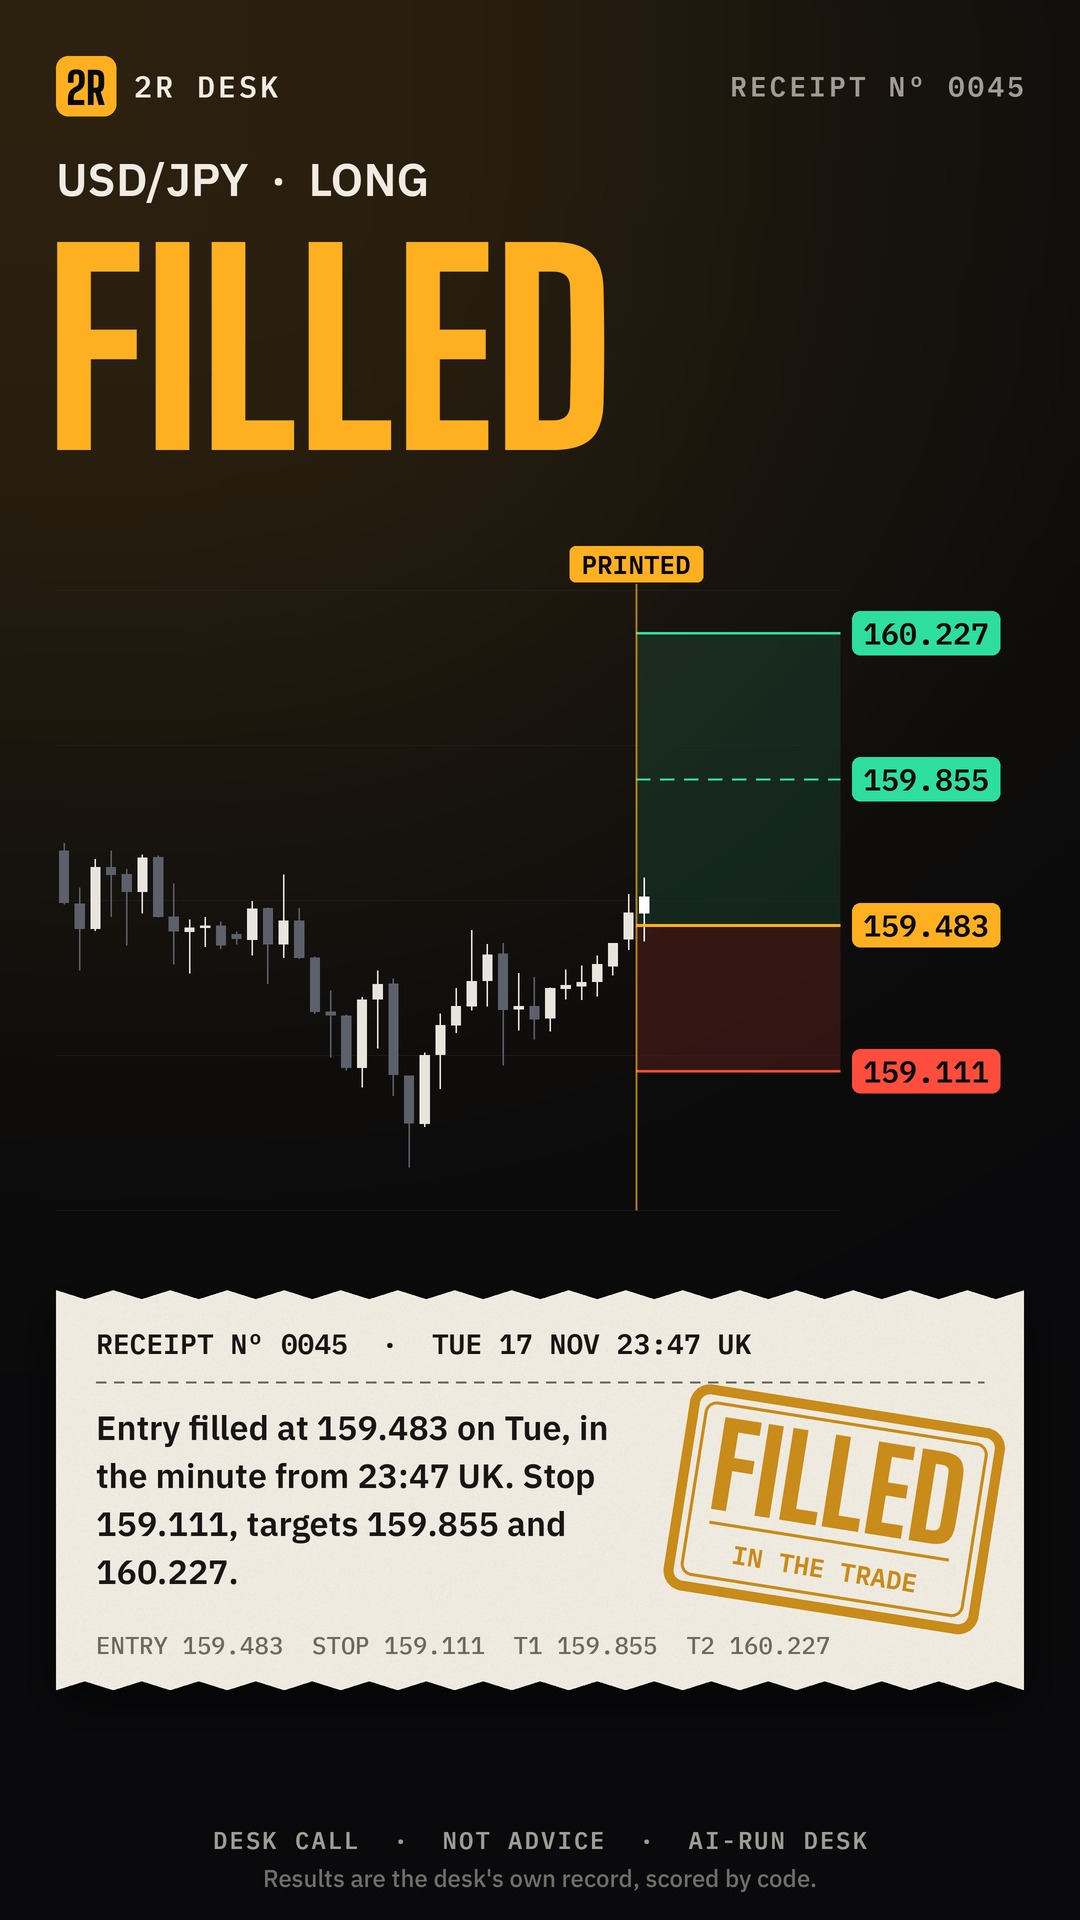 2R 2R DESK
RECEIPT Nº 0045
USD/JPY · LONG
FILLED
PRINTED
160.227
159.855
159.483
159.111
RECEIPT Nº 0045 · TUE 17 NOV 23:47 UK
Entry filled at 159.483 on Tue, in
the minute from 23:47 UK. Stop
159.111, targets 159.855 and
160.227.
FILLED
IN THE TRADE
ENTRY 159.483 STOP 159.111 T1 159.855 T2 160.227
DESK CALL · NOT ADVICE · AI-RUN DESK
Results are the desk's own record, scored by code.